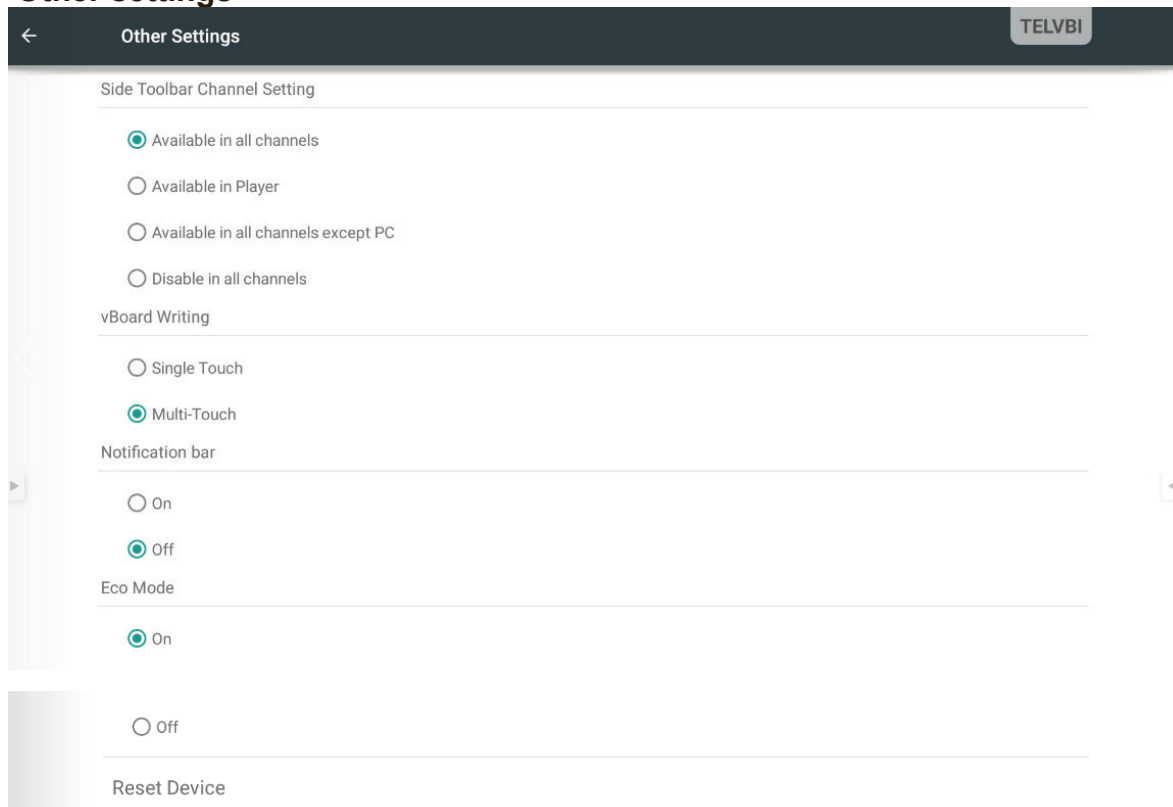 Other Settings
TELVBI
Side Toolbar Channel Setting
Available in all channels
Available in Player
Available in all channels except PC
Disable in all channels
vBoard Writing
Single Touch
Multi-Touch
Notification bar
On
Off
Eco Mode
On
Off
Reset Device